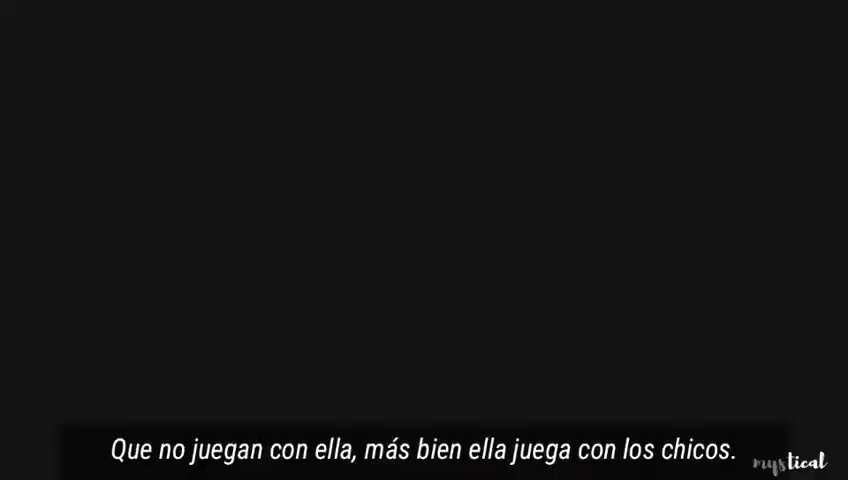 Que no juegan con ella, más bien ella juega con los chicos.
mystical